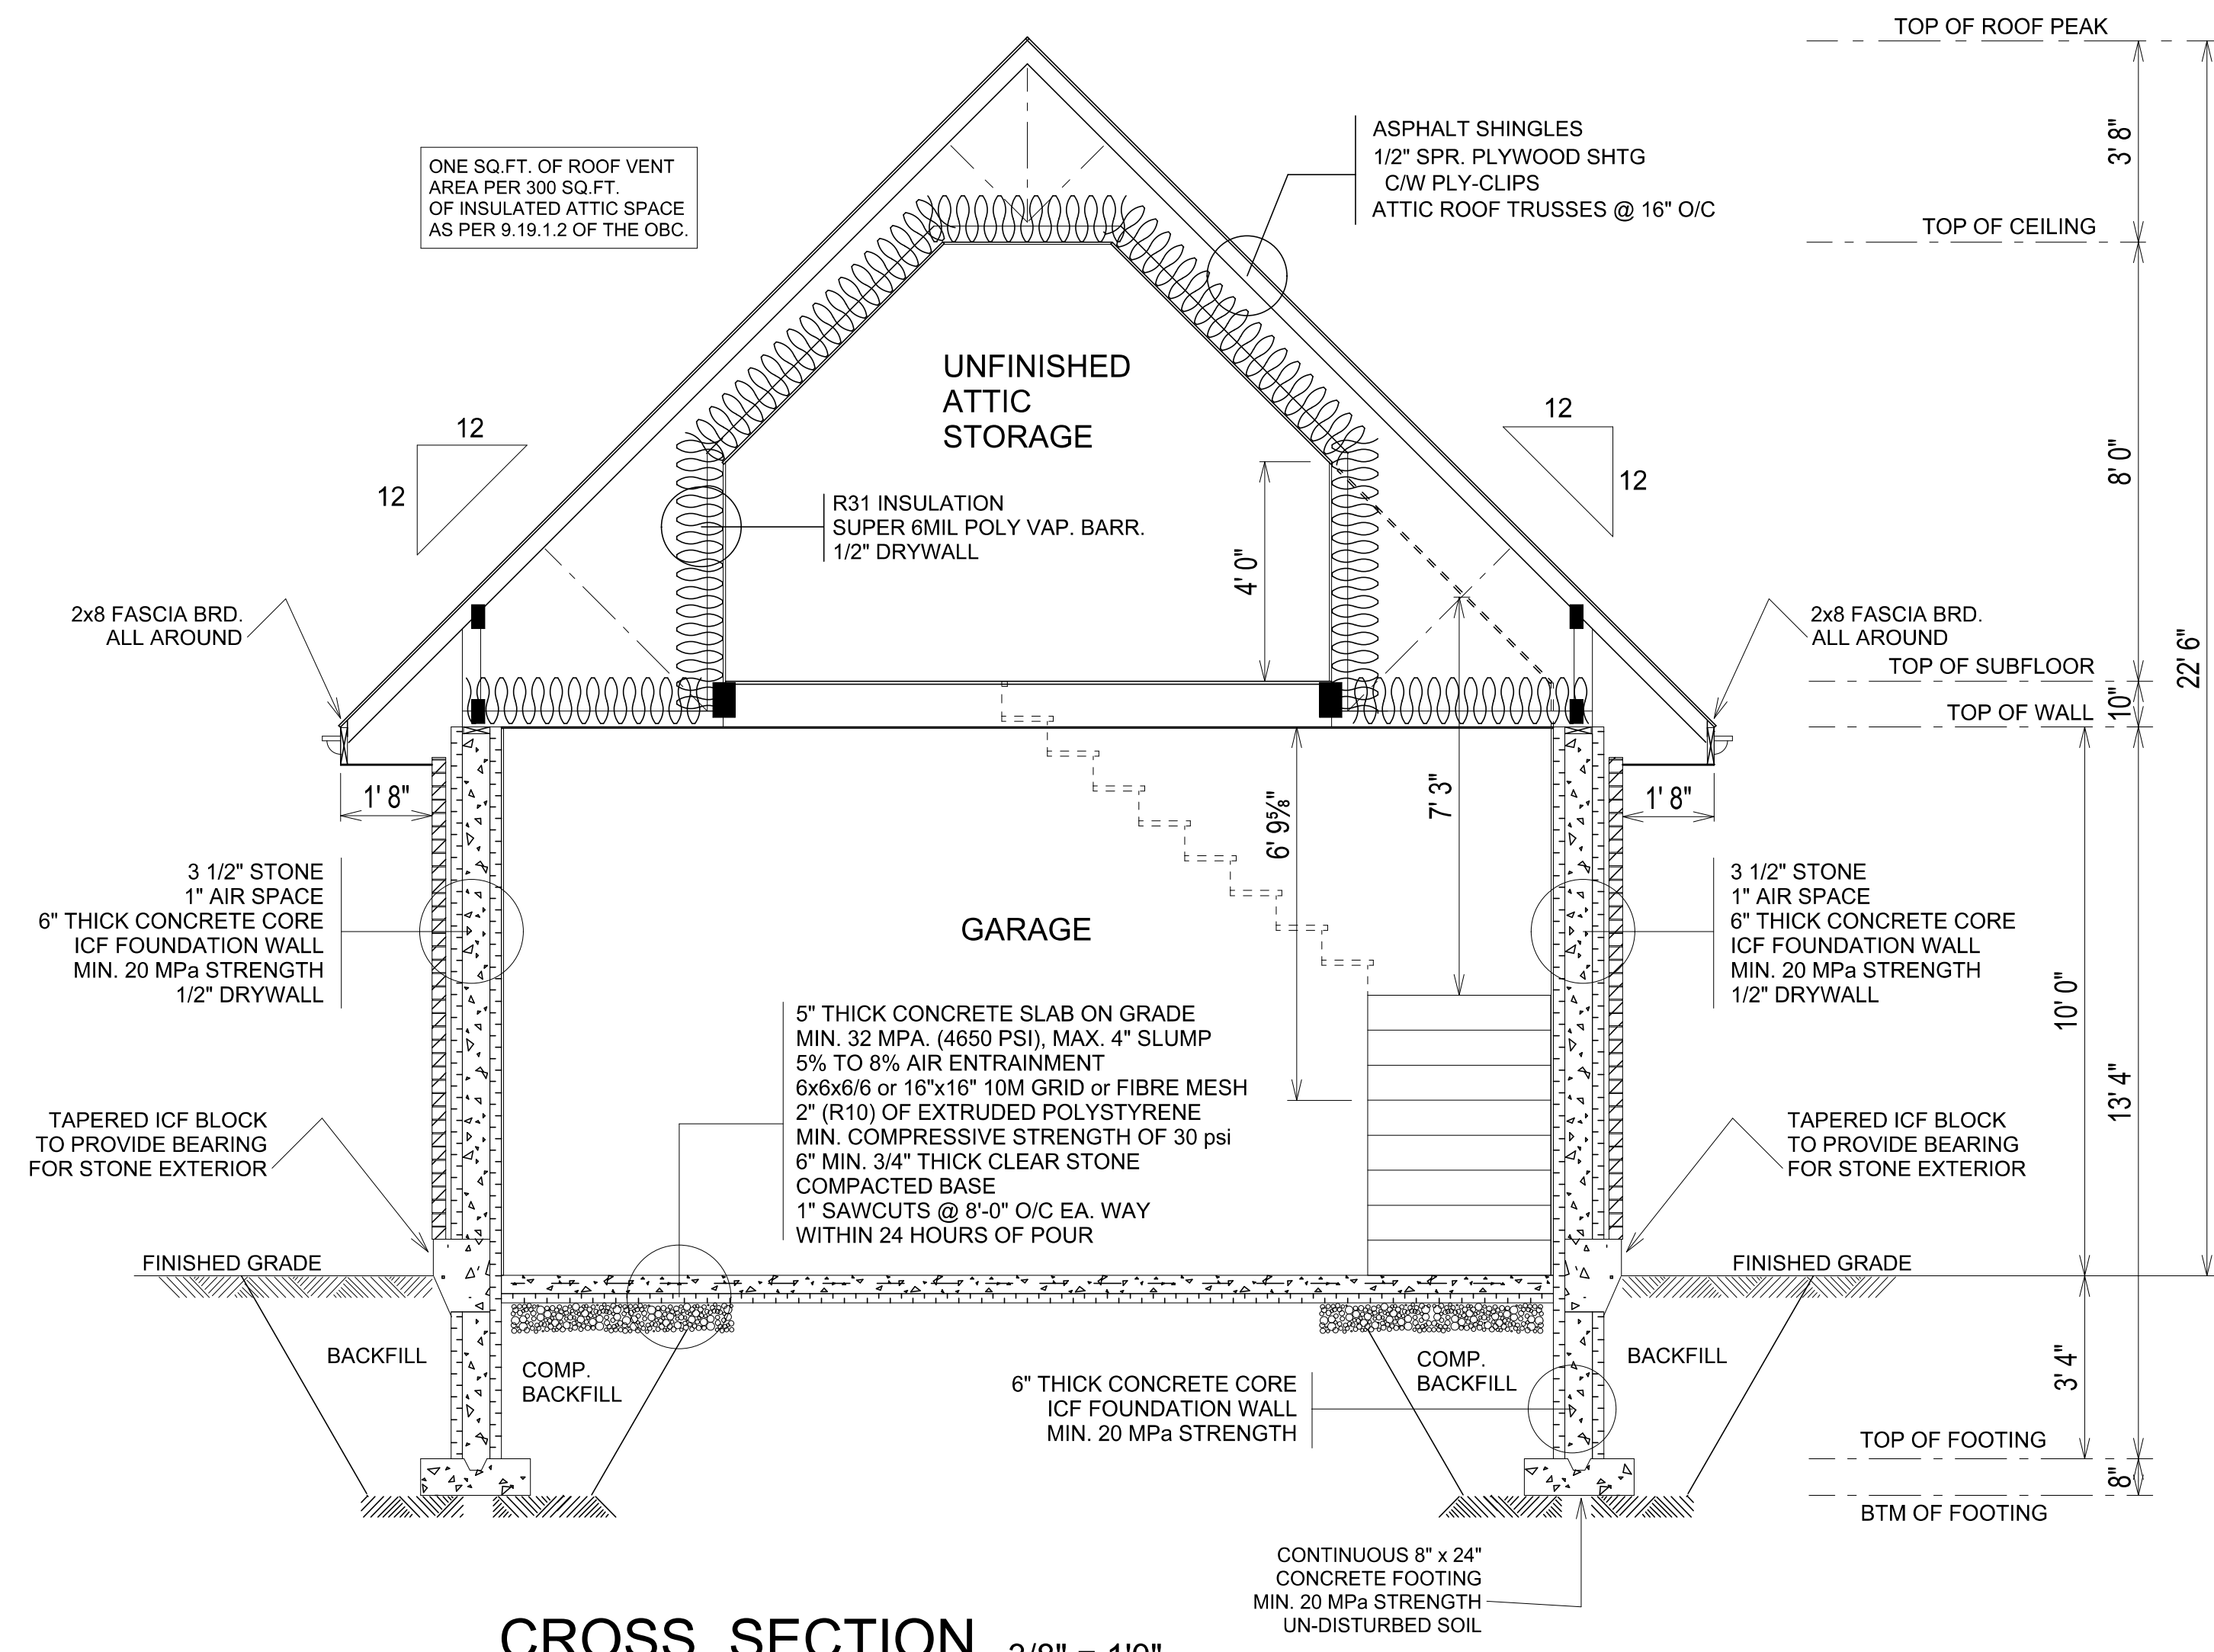 TOP OF ROOF PEAK
3' 8"
ASPHALT SHINGLES
1/2" SPR. PLYWOOD SHTG
C/W PLY-CLIPS
ATTIC ROOF TRUSSES @ 16" O/C
ONE SQ.FT. OF ROOF VENT
AREA PER 300 SQ.FT.
OF INSULATED ATTIC SPACE
AS PER 9.19.1.2 OF THE OBC.
TOP OF CEILING
8' 0"
22' 6"
UNFINISHED
ATTIC
STORAGE
12
12
12
12
R31 INSULATION
SUPER 6MIL POLY VAP. BARR.
1/2" DRYWALL
4' 0"
2x8 FASCIA BRD.
ALL AROUND
2x8 FASCIA BRD.
ALL AROUND
TOP OF SUBFLOOR
10"
TOP OF WALL
1' 8"
6' 9⅝"
7' 3"
1' 8"
3 1/2" STONE
1" AIR SPACE
6" THICK CONCRETE CORE
ICF FOUNDATION WALL
MIN. 20 MPa STRENGTH
1/2" DRYWALL
GARAGE
3 1/2" STONE
1" AIR SPACE
6" THICK CONCRETE CORE
ICF FOUNDATION WALL
MIN. 20 MPa STRENGTH
1/2" DRYWALL
10' 0"
13' 4"
5" THICK CONCRETE SLAB ON GRADE
MIN. 32 MPA. (4650 PSI), MAX. 4" SLUMP
5% TO 8% AIR ENTRAINMENT
6x6x6/6 or 16"x16" 10M GRID or FIBRE MESH
2" (R10) OF EXTRUDED POLYSTYRENE
MIN. COMPRESSIVE STRENGTH OF 30 psi
6" MIN. 3/4" THICK CLEAR STONE
COMPACTED BASE
1" SAWCUTS @ 8'-0" O/C EA. WAY
WITHIN 24 HOURS OF POUR
TAPERED ICF BLOCK
TO PROVIDE BEARING
FOR STONE EXTERIOR
TAPERED ICF BLOCK
TO PROVIDE BEARING
FOR STONE EXTERIOR
FINISHED GRADE
FINISHED GRADE
BACKFILL
COMP.
BACKFILL
COMP.
BACKFILL
BACKFILL
3' 4"
6" THICK CONCRETE CORE
ICF FOUNDATION WALL
MIN. 20 MPa STRENGTH
TOP OF FOOTING
8"
BTM OF FOOTING
CONTINUOUS 8" x 24"
CONCRETE FOOTING
MIN. 20 MPa STRENGTH
UN-DISTURBED SOIL
CROSS SECTION 3/8" = 1'0"